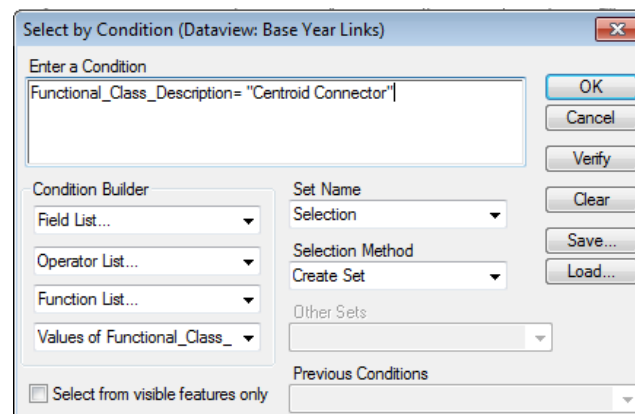 Select by Condition (Dataview: Base Year Links)
Enter a Condition
Functional_Class_Description= "Centroid Connector"
OK
Cancel
Verify
Clear
Save...
Load...
Condition Builder
Field List...
Operator List...
Function List...
Values of Functional_Class_
Set Name
Selection
Selection Method
Create Set
Other Sets
Select from visible features only
Previous Conditions